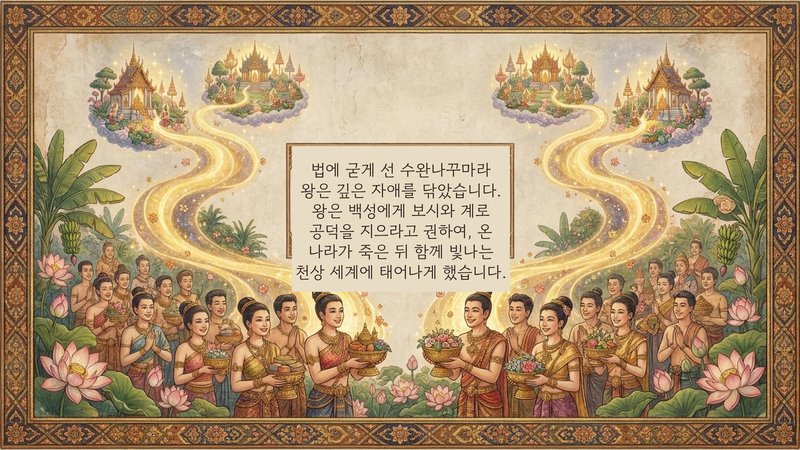 법에 굳게 선 수완나꾸마라
왕은 깊은 자애를 닦았습니다.
왕은 백성에게 보시와 계로
공덕을 지으라고 권하여, 온
나라가 죽은 뒤 함께 빛나는
천상 세계에 태어나게 했습니다.